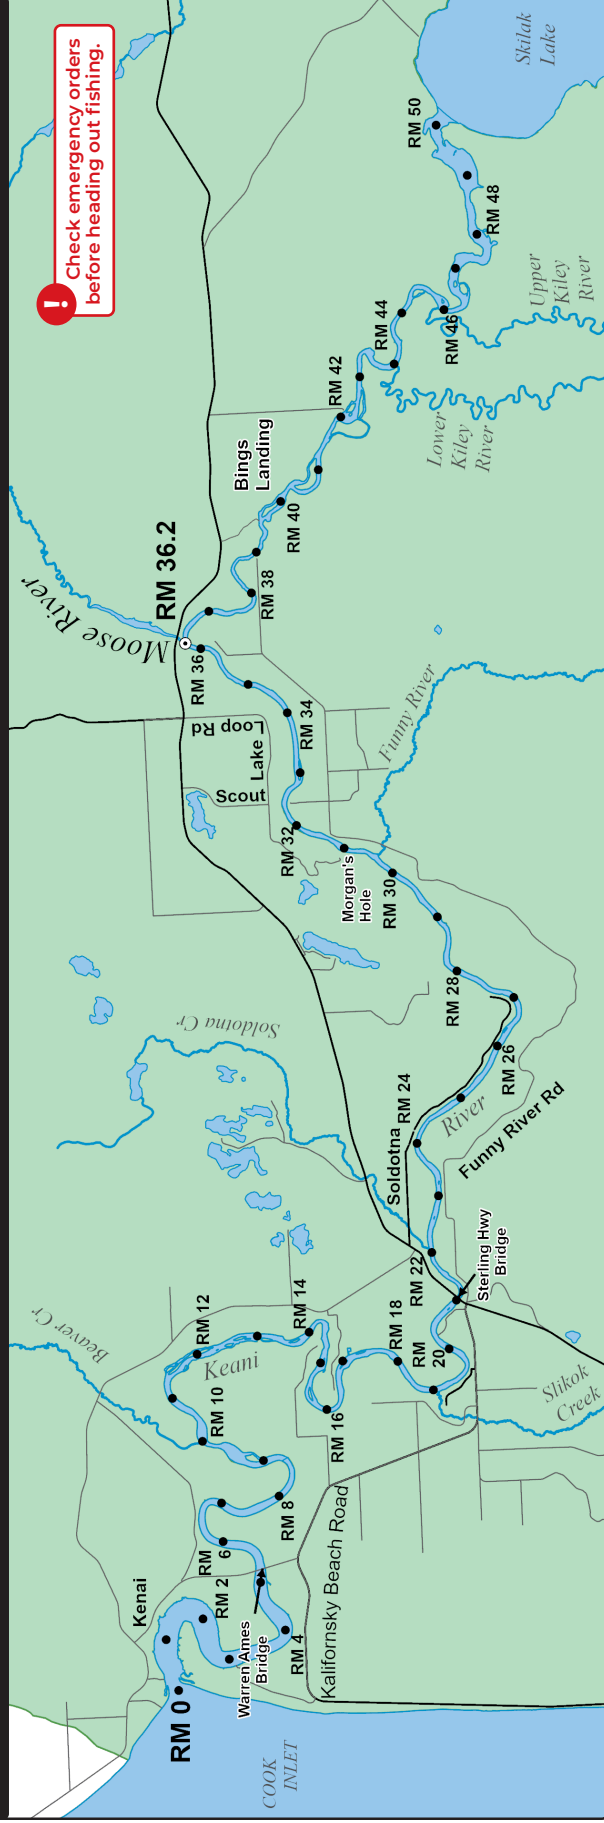 !
Check emergency orders
before heading out fishing.
Skilak
Lake
RM 50
RM 48
Upper
Kiley
River
RM 46
RM 44
Lower
Kiley
River
RM 42
Bings
Landing
RM 40
RM 38
RM 36.2
Moose River
RM 36
RM 34
Loop Rd
Lake
Scout
Funny River
RM 32
Morgan's
Hole
RM 30
RM 28
RM 26
Soldotna Cr
RM 24
River
Soldotna
Funny River Rd
RM 22
Sterling Hwy
Bridge
RM
20
RM 18
Slikok
Creek
RM 16
RM 14
RM 12
Keani
Beaver Cr
RM 10
RM 8
RM
6
Kalifornsky Beach Road
Warren Ames
Bridge
RM 4
RM 2
Kenai
RM 0
COOK
INLET